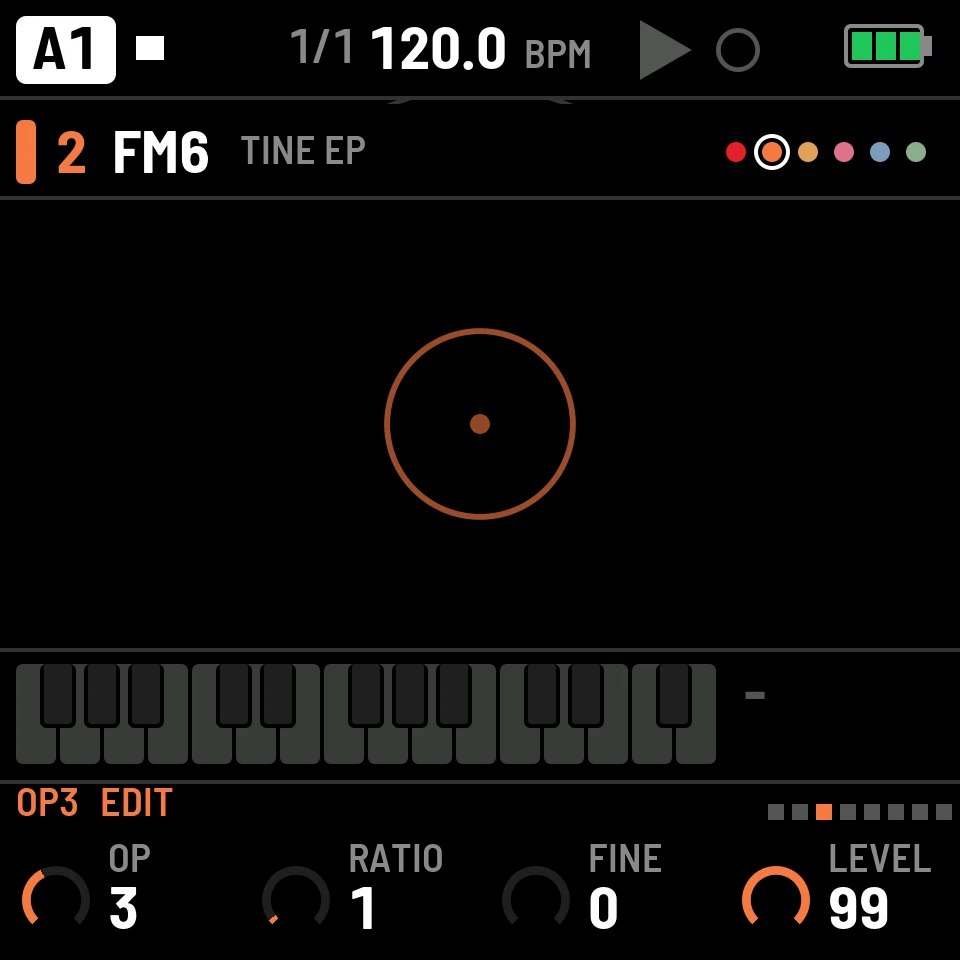 A1 1/1 120.0 BPM
2 FM6 TINE EP
-
OP3 EDIT
OP RATIO FINE LEVEL
3 1 0 99